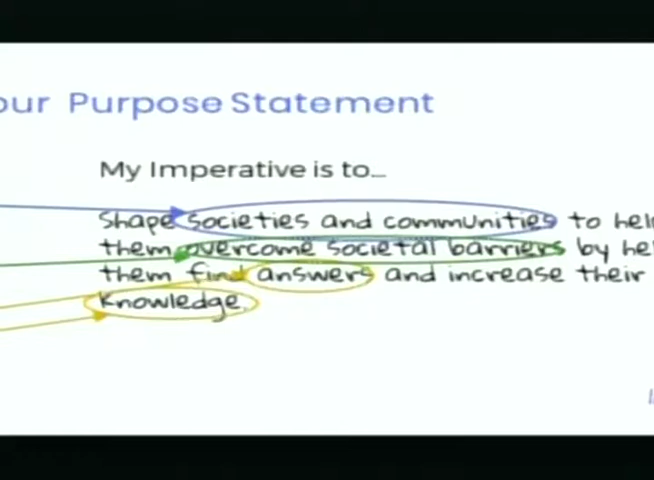 our Purpose Statement
My Imperative is to...
Shape societies and communities to hel
them overcome societal barriers by he
them find answers and increase their
Knowledge.